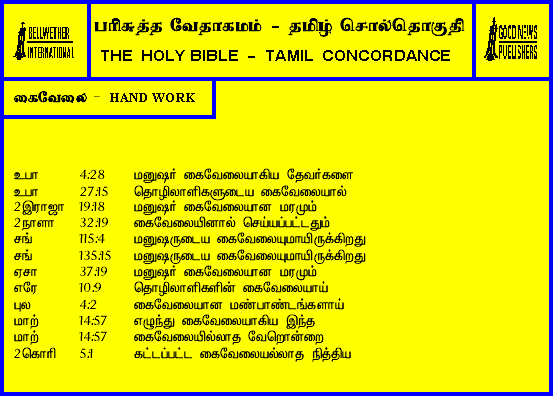 BELLWETHER
INTERNATIONAL
பரிசுத்த வேதாகமம் - தமிழ் சொல்தொகுதி
THE HOLY BIBLE - TAMIL CONCORDANCE
GOOD NEWS
PUBLISHERS
கைவேலை - HAND WORK
உபா 4:28 மனுஷர் கைவேலையாகிய தேவர்களை
உபா 27:15 தொழிலாளிகளுடைய கைவேலையால்
2இராஜா 19:18 மனுஷர் கைவேலையான மரமும்
2நாளா 32:19 கைவேலையினால் செய்யப்பட்டதும்
சங் 115:4 மனுஷருடைய கைவேலையுமாயிருக்கிறது
சங் 135:15 மனுஷருடைய கைவேலையுமாயிருக்கிறது
ஏசா 37:19 மனுஷர் கைவேலையான மரமும்
எரே 10:9 தொழிலாளிகளின் கைவேலையாய்
புல 4:2 கைவேலையான மண்பாண்டங்களாய்
மாற் 14:57 எழுந்து கைவேலையாகிய இந்த
மாற் 14:57 கைவேலையில்லாத வேறொன்றை
2கொரி 5:1 கட்டப்பட்ட கைவேலையல்லாத நித்திய